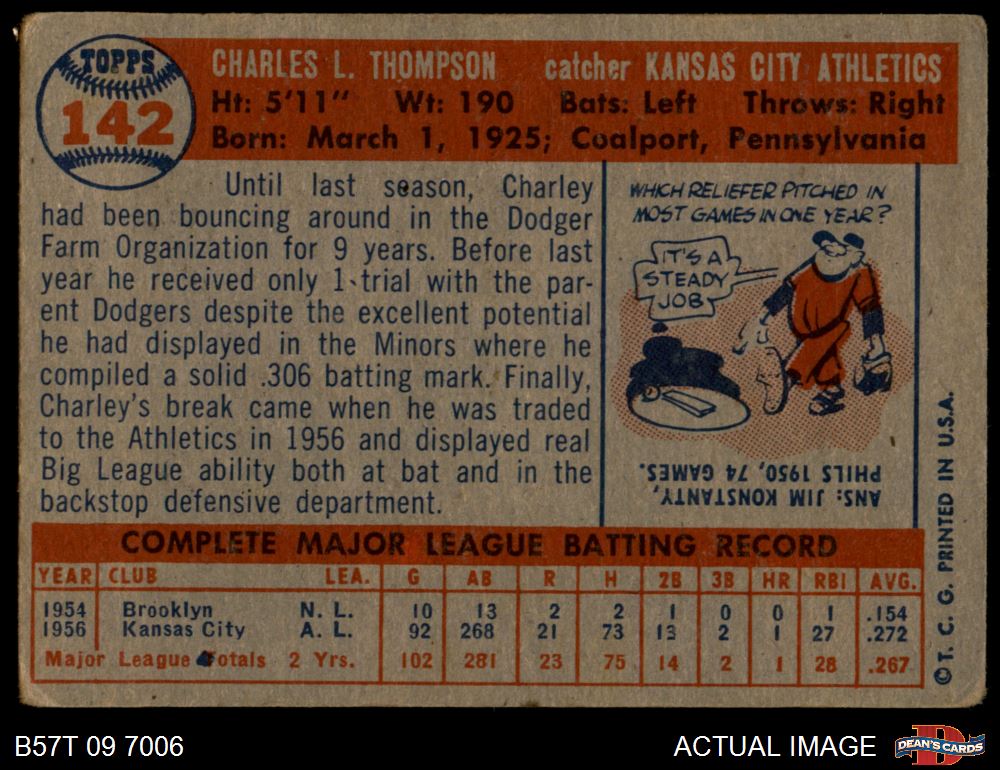 TOPPS
142
CHARLES L. THOMPSON catcher KANSAS CITY ATHLETICS
Ht: 5'11" Wt: 190 Bats: Left Throws: Right
Born: March 1, 1925; Coalport, Pennsylvania
Until last season, Charley
had been bouncing around in the Dodger
Farm Organization for 9 years. Before last
year he received only 1 trial with the par-
ent Dodgers despite the excellent potential
he had displayed in the Minors where he
compiled a solid .306 batting mark. Finally,
Charley's break came when he was traded
to the Athletics in 1956 and displayed real
Big League ability both at bat and in the
backstop defensive department.
WHICH RELIEFER PITCHED IN
MOST GAMES IN ONE YEAR?
IT'S A
STEADY
JOB
ANS: JIM KONSTANTY,
PHILS 1950, 74 GAMES.
COMPLETE MAJOR LEAGUE BATTING RECORD
YEAR CLUB LEA. G AB R H 2B 3B HR RBI AVG.
1954 Brooklyn N. L. 10 13 2 2 1 0 0 1 .154
1956 Kansas City A. L. 92 268 21 73 13 2 1 27 .272
Major League Totals 2 Yrs. 102 281 23 75 14 2 1 28 .267
© T. C. G. PRINTED IN U.S.A.
B57T 09 7006
ACTUAL IMAGE
D
DEAN'S CARDS